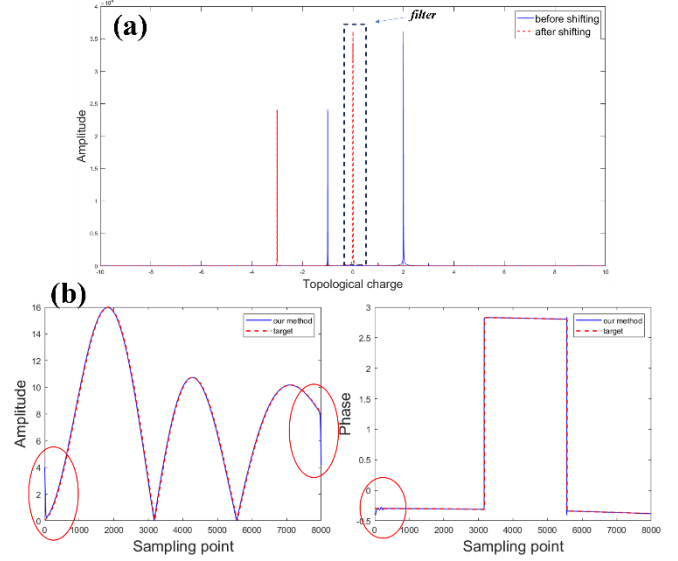 (a)
filter
×10⁴
before shifting
after shifting
Amplitude
4
3.5
3
2.5
2
1.5
1
0.5
0
-10 -8 -6 -4 -2 0 2 4 6 8 10
Topological charge
(b)
our method
target
Amplitude
16
14
12
10
8
6
4
2
0
0 1000 2000 3000 4000 5000 6000 7000 8000
Sampling point
our method
target
Phase
3
2.5
2
1.5
1
0.5
0
-0.5
0 1000 2000 3000 4000 5000 6000 7000 8000
Sampling point